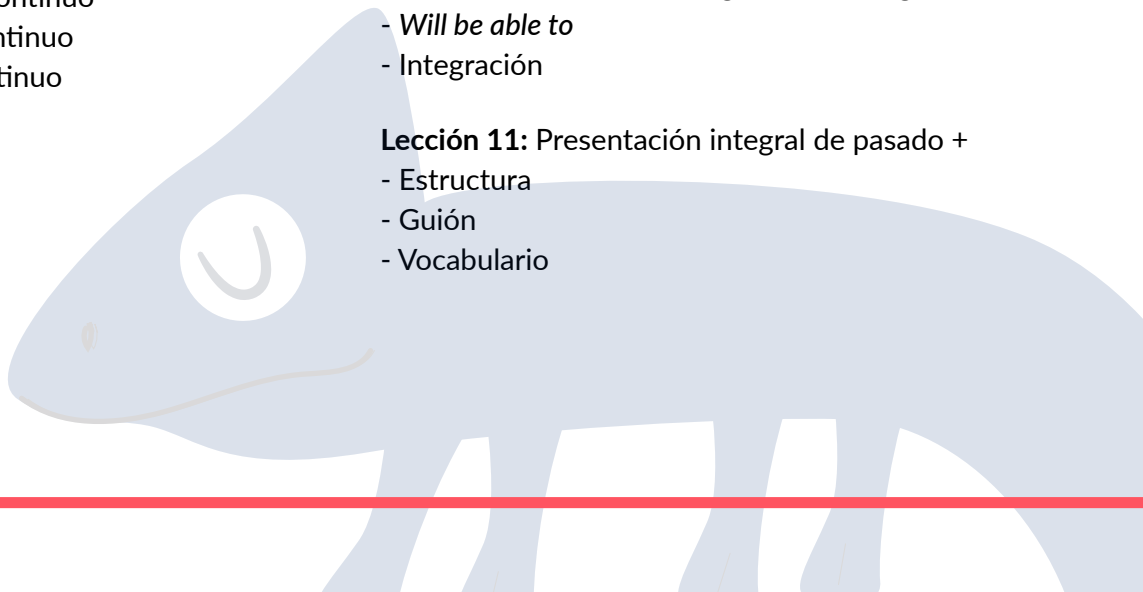 - Will be able to
- Integración
Lección 11: Presentación integral de pasado +
- Estructura
- Guión
- Vocabulario